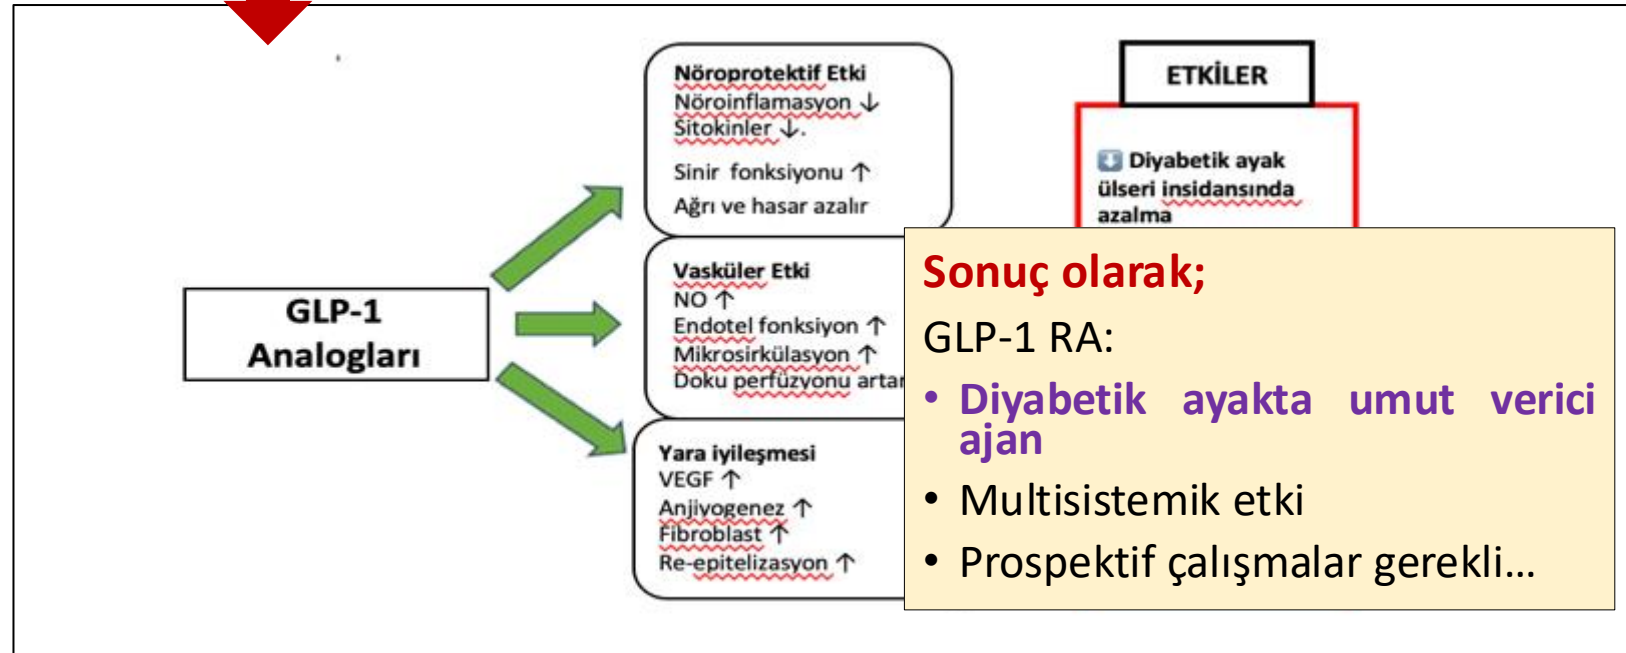 GLP-1
Analogları
Nöroprotektif Etki
Nöroinflamasyon ↓
Sitokinler ↓.
Sinir fonksiyonu ↑
Ağrı ve hasar azalır
Vasküler Etki
NO ↑
Endotel fonksiyon ↑
Mikrosirkülasyon ↑
Doku perfüzyonu artar
Yara iyileşmesi
VEGF ↑
Anjiyogenez ↑
Fibroblast ↑
Re-epitelizasyon ↑
ETKİLER
⬇ Diyabetik ayak
ülseri insidansında
azalma
Sonuç olarak;
GLP-1 RA:
• Diyabetik ayakta umut verici
ajan
• Multisistemik etki
• Prospektif çalışmalar gerekli...